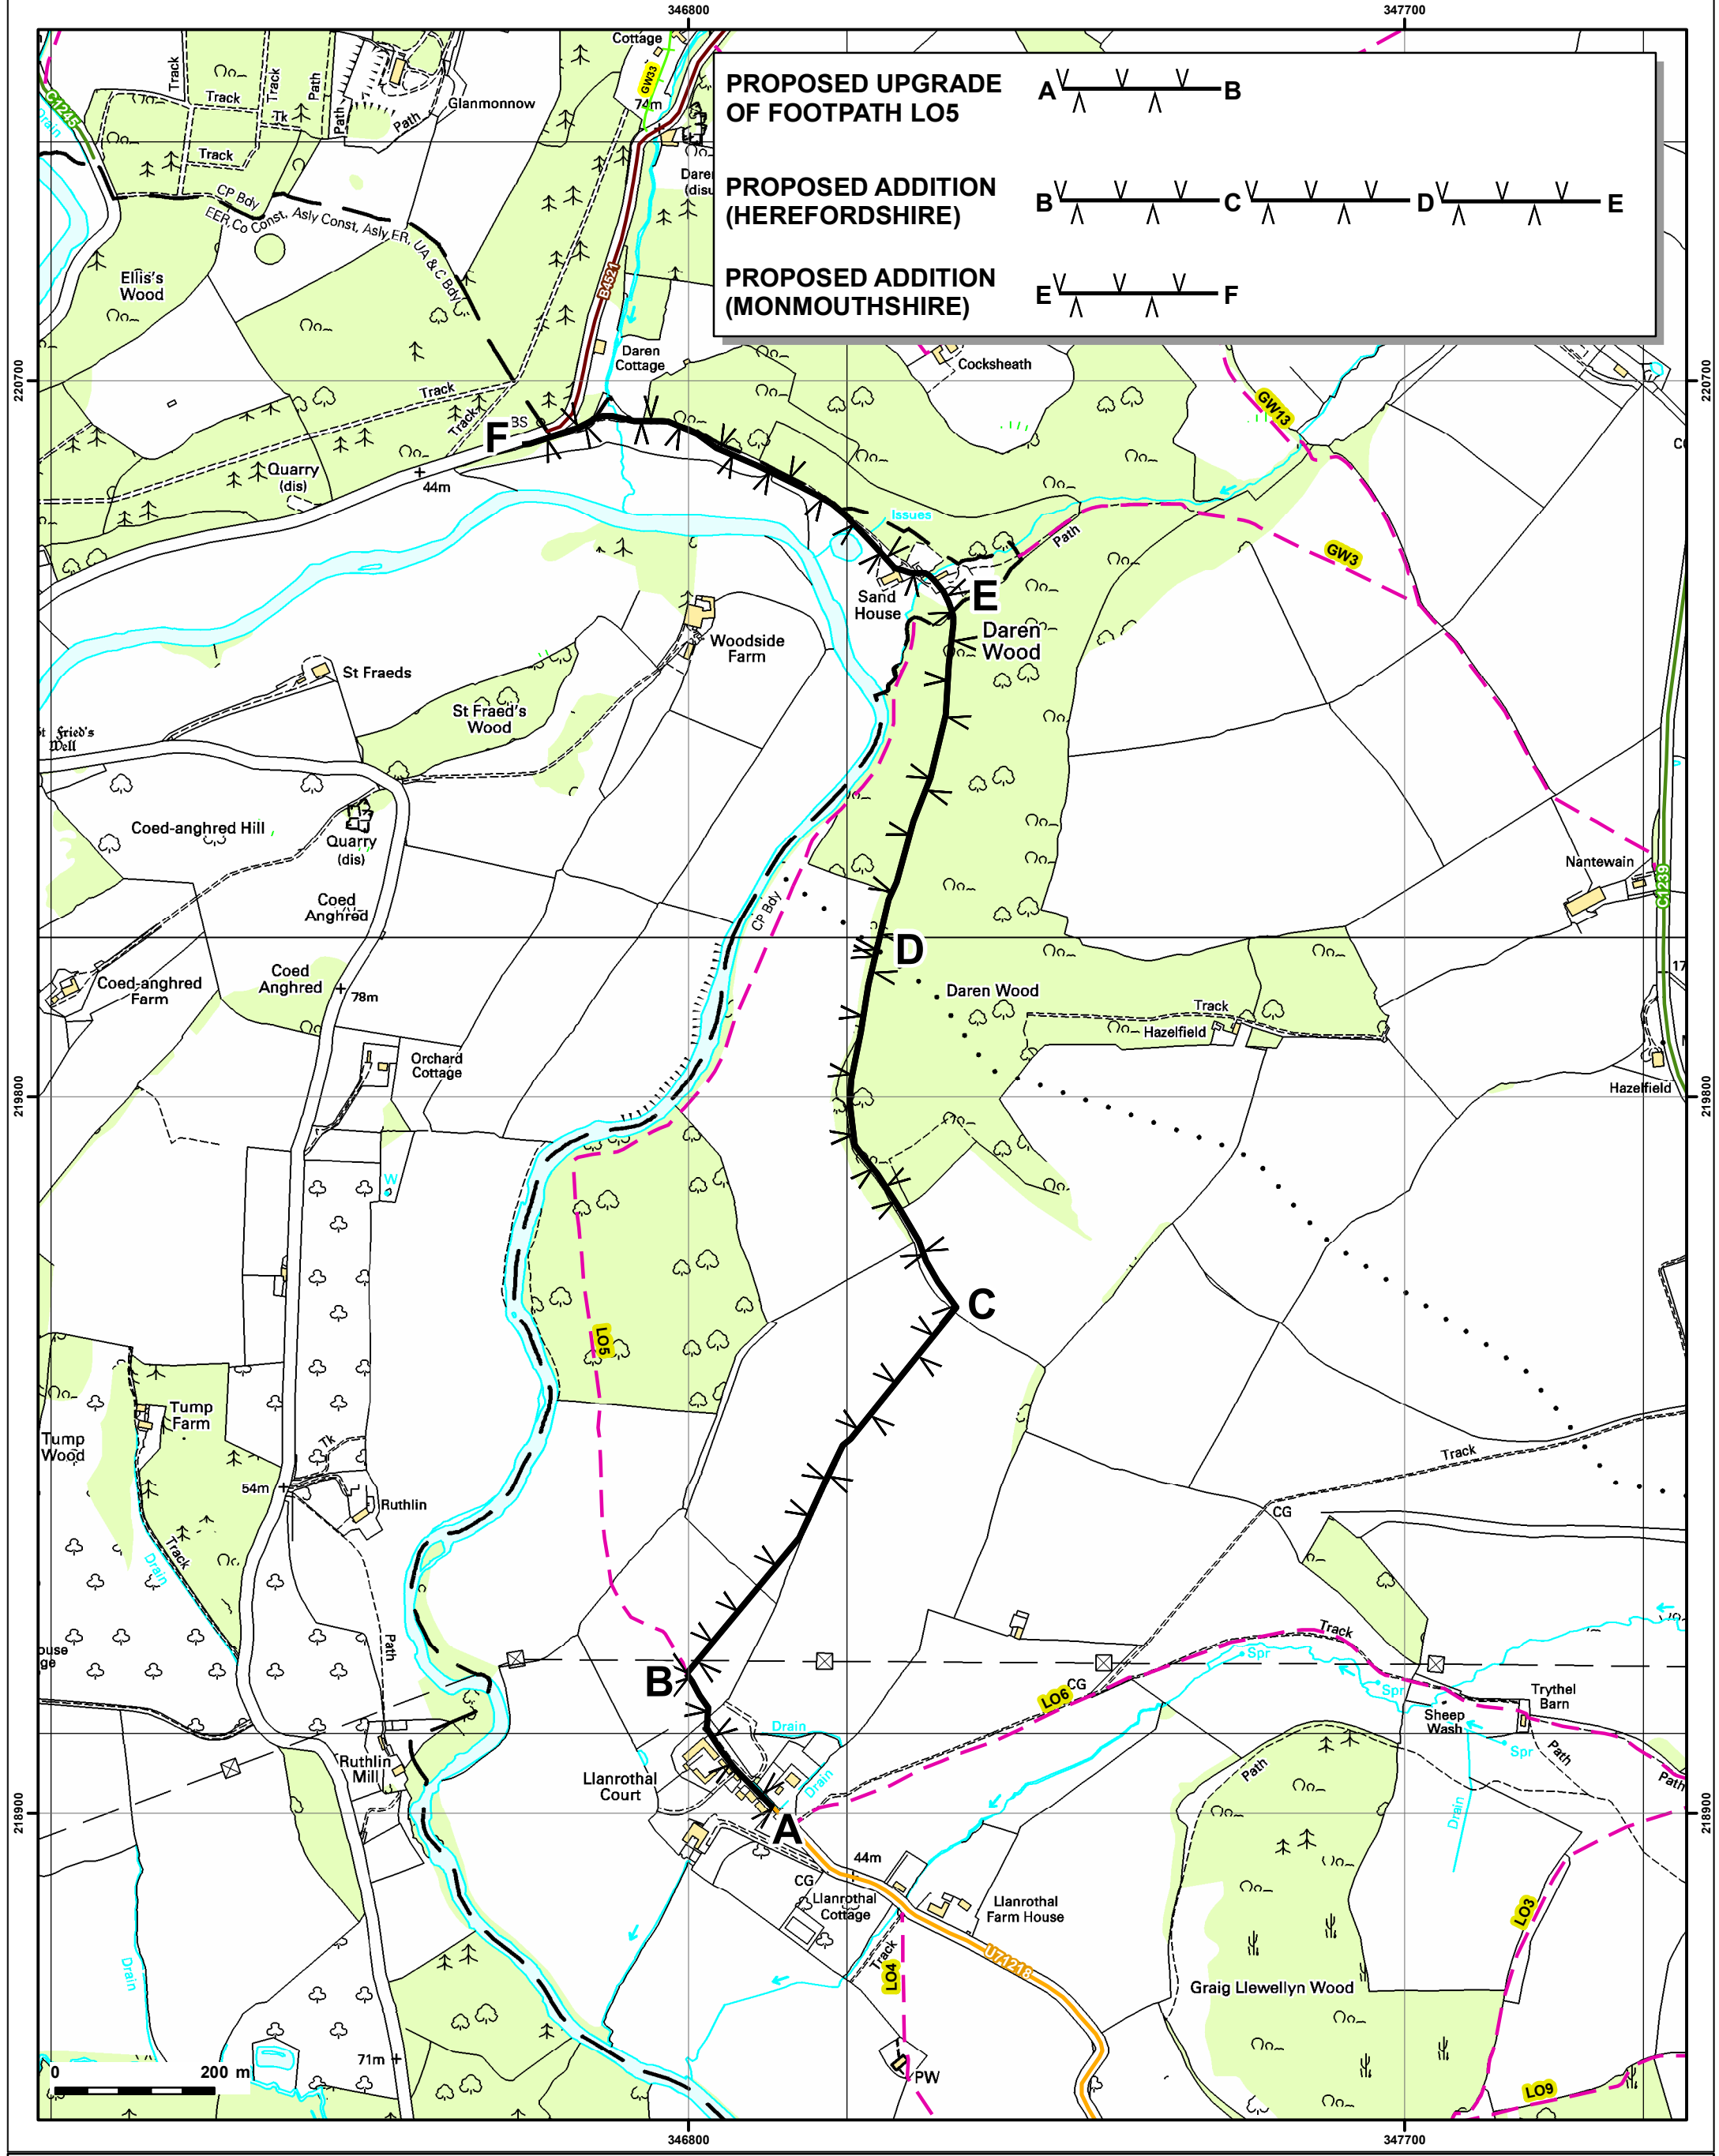 346800
347700
Cottage
GW33
74m
Track
Track
Path
Track
Tk
Path
Path
Track
Glanmonnow
C1245
Drain
CP Bdy
EER, Co Const, Asly Const, Asly ER, UA & C Bdy
Ellis's
Wood
B4521
PROPOSED UPGRADE
OF FOOTPATH LO5
A B
PROPOSED ADDITION
(HEREFORDSHIRE)
B C D E
PROPOSED ADDITION
(MONMOUTHSHIRE)
E F
Daren
Cottage
Cocksheath
220700
220700
Track
Track
BS
F
GW13
Quarry
(dis)
44m
Issues
Path
GW3
Sand
House
E
Daren
Wood
Woodside
Farm
St Fraeds
St Fraed's
Wood
Fried's
Well
Coed-anghred Hill
Quarry
(dis)
Coed
Anghred
CP Bdy
Nantewain
C1239
D
Coed-anghred
Farm
Coed
Anghred
78m
Daren Wood
Track
Hazelfield
17
Orchard
Cottage
Hazelfield
219800
219800
W
C
LO5
Tump
Farm
Tump
Wood
Tk
54m
Ruthlin
Track
Track
CG
Drain
Path
Track
B
Spr
CG
LO6
Spr
Trythel
Barn
Sheep
Wash
Spr
Drain
Path
Path
Path
Ruthlin
Mill
Llanrothal
Court
Drain
A
218900
218900
Drain
44m
CG
Llanrothal
Cottage
Llanrothal
Farm House
Track
LO4
U71218
LO3
Graig Llewellyn Wood
Drain
71m
0 200 m
PW
LO9
346800
347700